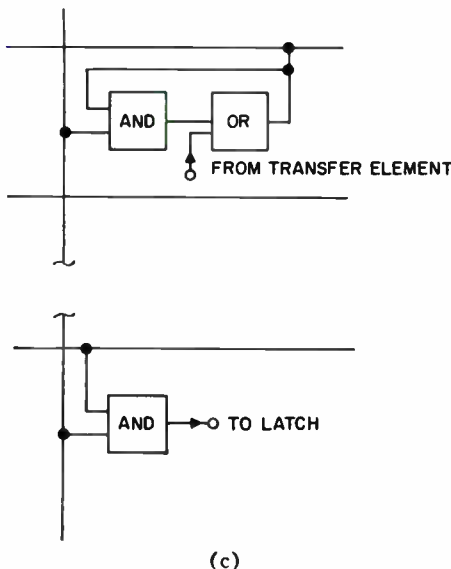 AND
OR
FROM TRANSFER ELEMENT
AND
TO LATCH
(c)